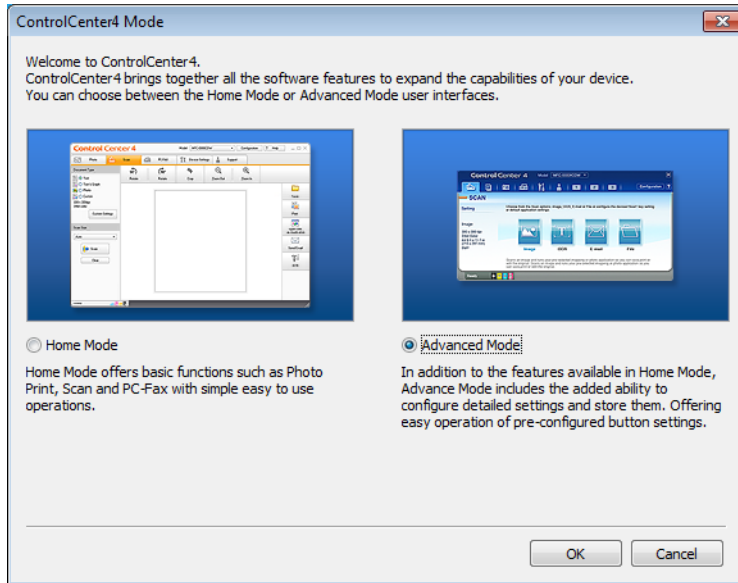 ControlCenter4 Mode
Welcome to ControlCenter4.
ControlCenter4 brings together all the software features to expand the capabilities of your device.
You can choose between the Home Mode or Advanced Mode user interfaces.
Control Center 4
Control Center 4
SCAN
Image
OCR
E-mail
File
Home Mode
Home Mode offers basic functions such as Photo
Print, Scan and PC-Fax with simple easy to use
operations.
Advanced Mode
In addition to the features available in Home Mode,
Advance Mode includes the added ability to
configure detailed settings and store them. Offering
easy operation of pre-configured button settings.
OK
Cancel